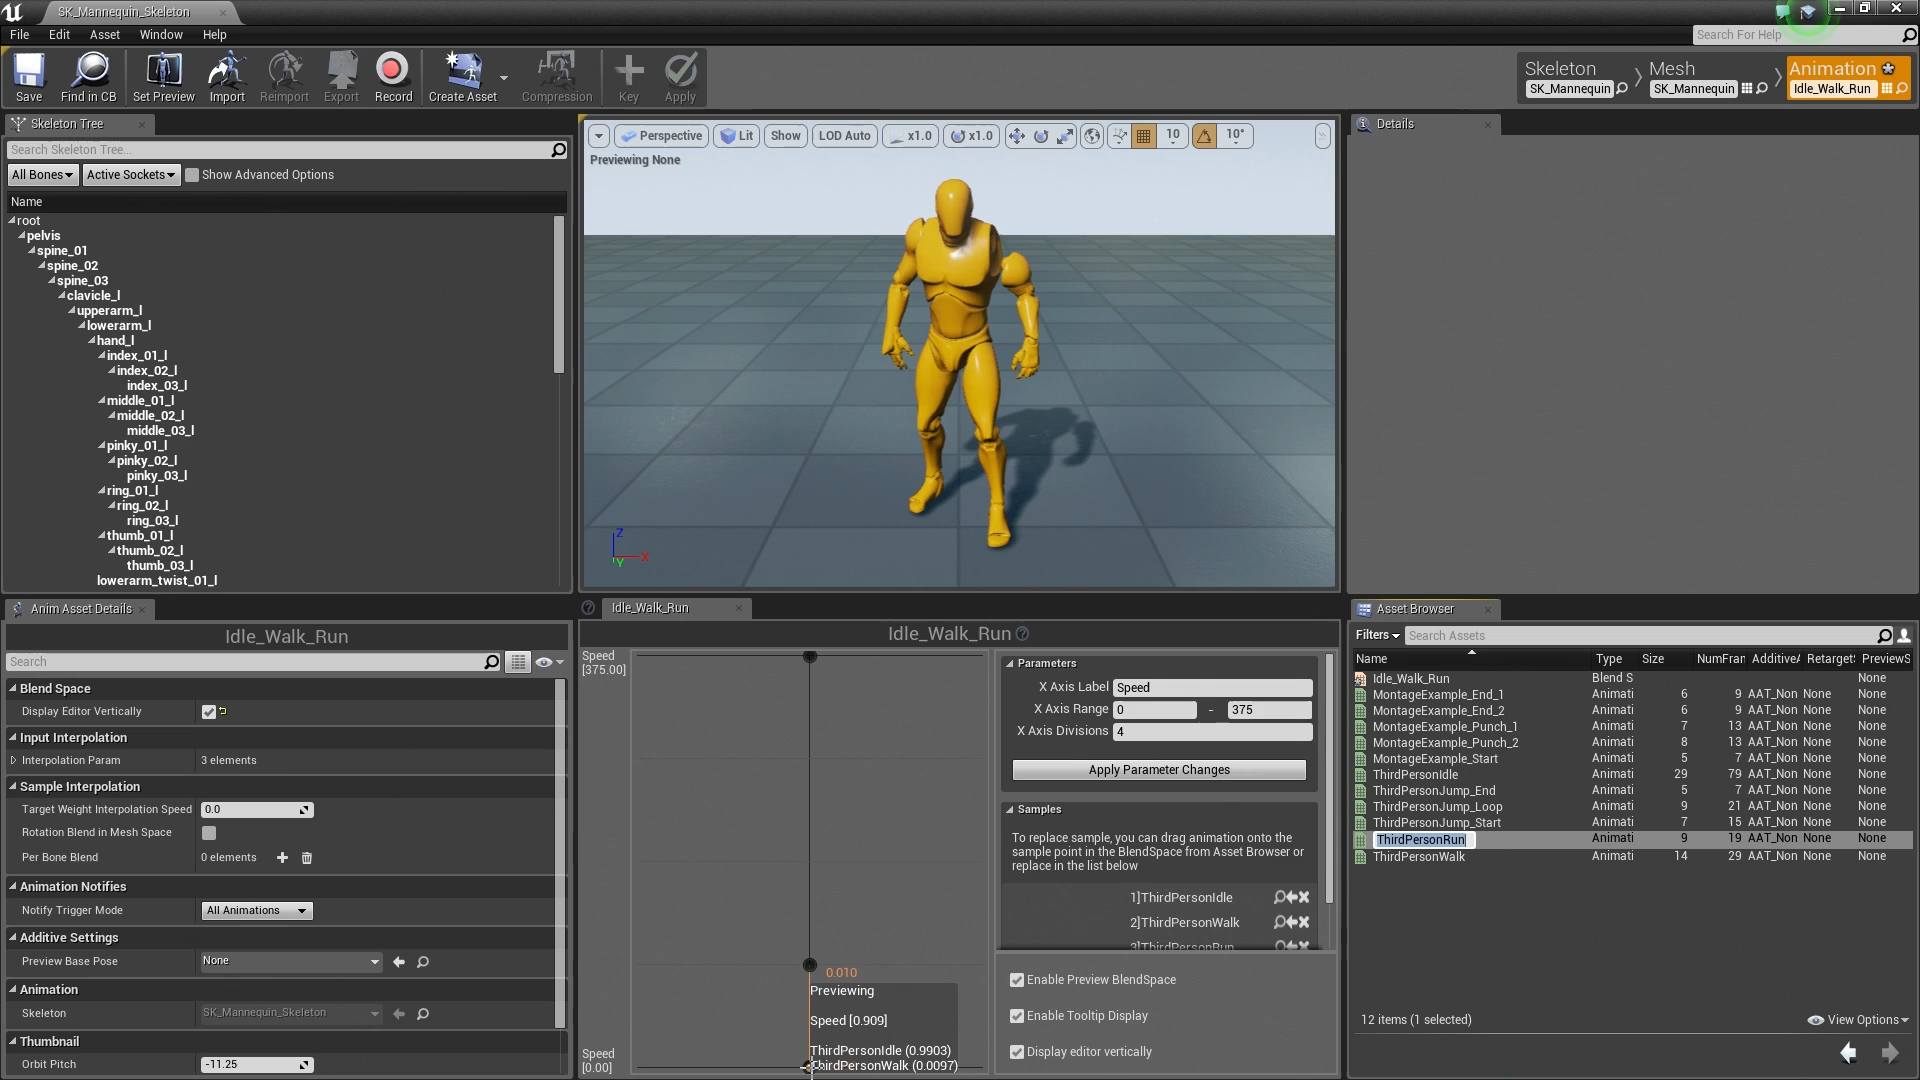 SK_Mannequin_Skeleton
File Edit Asset Window Help
Search For Help
Save Find in CB Set Preview Import Reimport Export Record Create Asset Compression Key Apply
Skeleton Mesh Animation
SK_Mannequin SK_Mannequin Idle_Walk_Run
Skeleton Tree
Search Skeleton Tree...
All Bones Active Sockets Show Advanced Options
Name
root
pelvis
spine_01
spine_02
spine_03
clavicle_l
upperarm_l
lowerarm_l
hand_l
index_01_l
index_02_l
index_03_l
middle_01_l
middle_02_l
middle_03_l
pinky_01_l
pinky_02_l
pinky_03_l
ring_01_l
ring_02_l
ring_03_l
thumb_01_l
thumb_02_l
thumb_03_l
lowerarm_twist_01_l
Perspective Lit Show LOD Auto x1.0 x1.0 10 10°
Previewing None
Z
X
Y
Details
Anim Asset Details
Idle_Walk_Run
Search
Blend Space
Display Editor Vertically
Input Interpolation
Interpolation Param 3 elements
Sample Interpolation
Target Weight Interpolation Speed 0.0
Rotation Blend in Mesh Space
Per Bone Blend 0 elements
Animation Notifies
Notify Trigger Mode All Animations
Additive Settings
Preview Base Pose None
Animation
Skeleton SK_Mannequin_Skeleton
Thumbnail
Orbit Pitch -11.25
Idle_Walk_Run
Idle_Walk_Run
Speed
[375.00]
0.010
Previewing
Speed [0.909]
ThirdPersonIdle (0.9903)
ThirdPersonWalk (0.0097)
Speed
[0.00]
Parameters
X Axis Label Speed
X Axis Range 0 - 375
X Axis Divisions 4
Apply Parameter Changes
Samples
To replace sample, you can drag animation onto the
sample point in the BlendSpace from Asset Browser or
replace in the list below
1]ThirdPersonIdle
2]ThirdPersonWalk
3]ThirdPersonRun
Enable Preview BlendSpace
Enable Tooltip Display
Display editor vertically
Asset Browser
Filters Search Assets
Name Type Size NumFran AdditiveA Retarget PreviewS
Idle_Walk_Run Blend S None
MontageExample_End_1 Animati 6 9 AAT_Non None None
MontageExample_End_2 Animati 6 9 AAT_Non None None
MontageExample_Punch_1 Animati 7 13 AAT_Non None None
MontageExample_Punch_2 Animati 8 13 AAT_Non None None
MontageExample_Start Animati 5 7 AAT_Non None None
ThirdPersonIdle Animati 29 79 AAT_Non None None
ThirdPersonJump_End Animati 5 7 AAT_Non None None
ThirdPersonJump_Loop Animati 9 21 AAT_Non None None
ThirdPersonJump_Start Animati 7 15 AAT_Non None None
ThirdPersonRun Animati 9 19 AAT_Non None None
ThirdPersonWalk Animati 14 29 AAT_Non None None
12 items (1 selected)
View Options